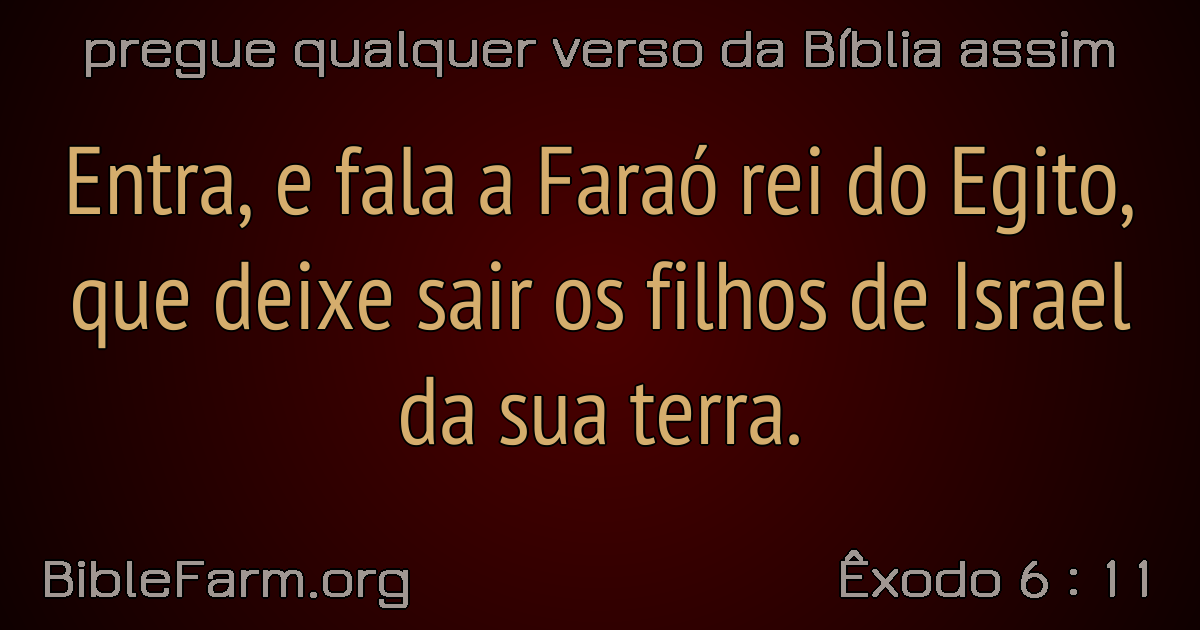 pregue qualquer verso da Bíblia assim
Entra, e fala a Faraó rei do Egito,
que deixe sair os filhos de Israel
da sua terra.
BibleFarm.org
Êxodo 6 : 11